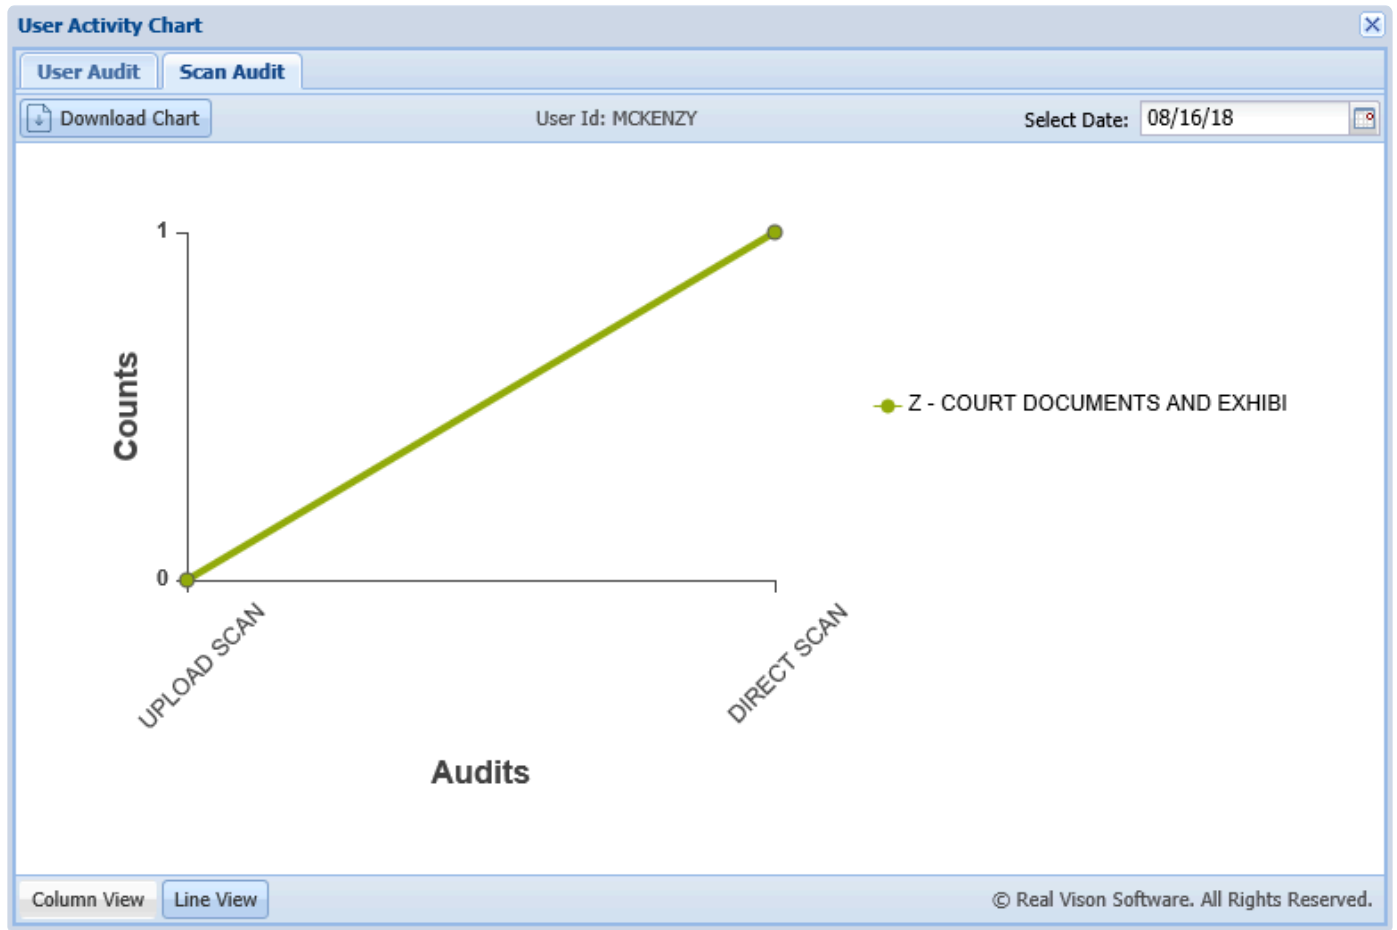 User Activity Chart
User Audit
Scan Audit
Download Chart
User Id: MCKENZY
Select Date:
08/16/18
1
Counts
0
UPLOAD SCAN
DIRECT SCAN
Audits
Z - COURT DOCUMENTS AND EXHIBI
Column View
Line View
© Real Vison Software. All Rights Reserved.